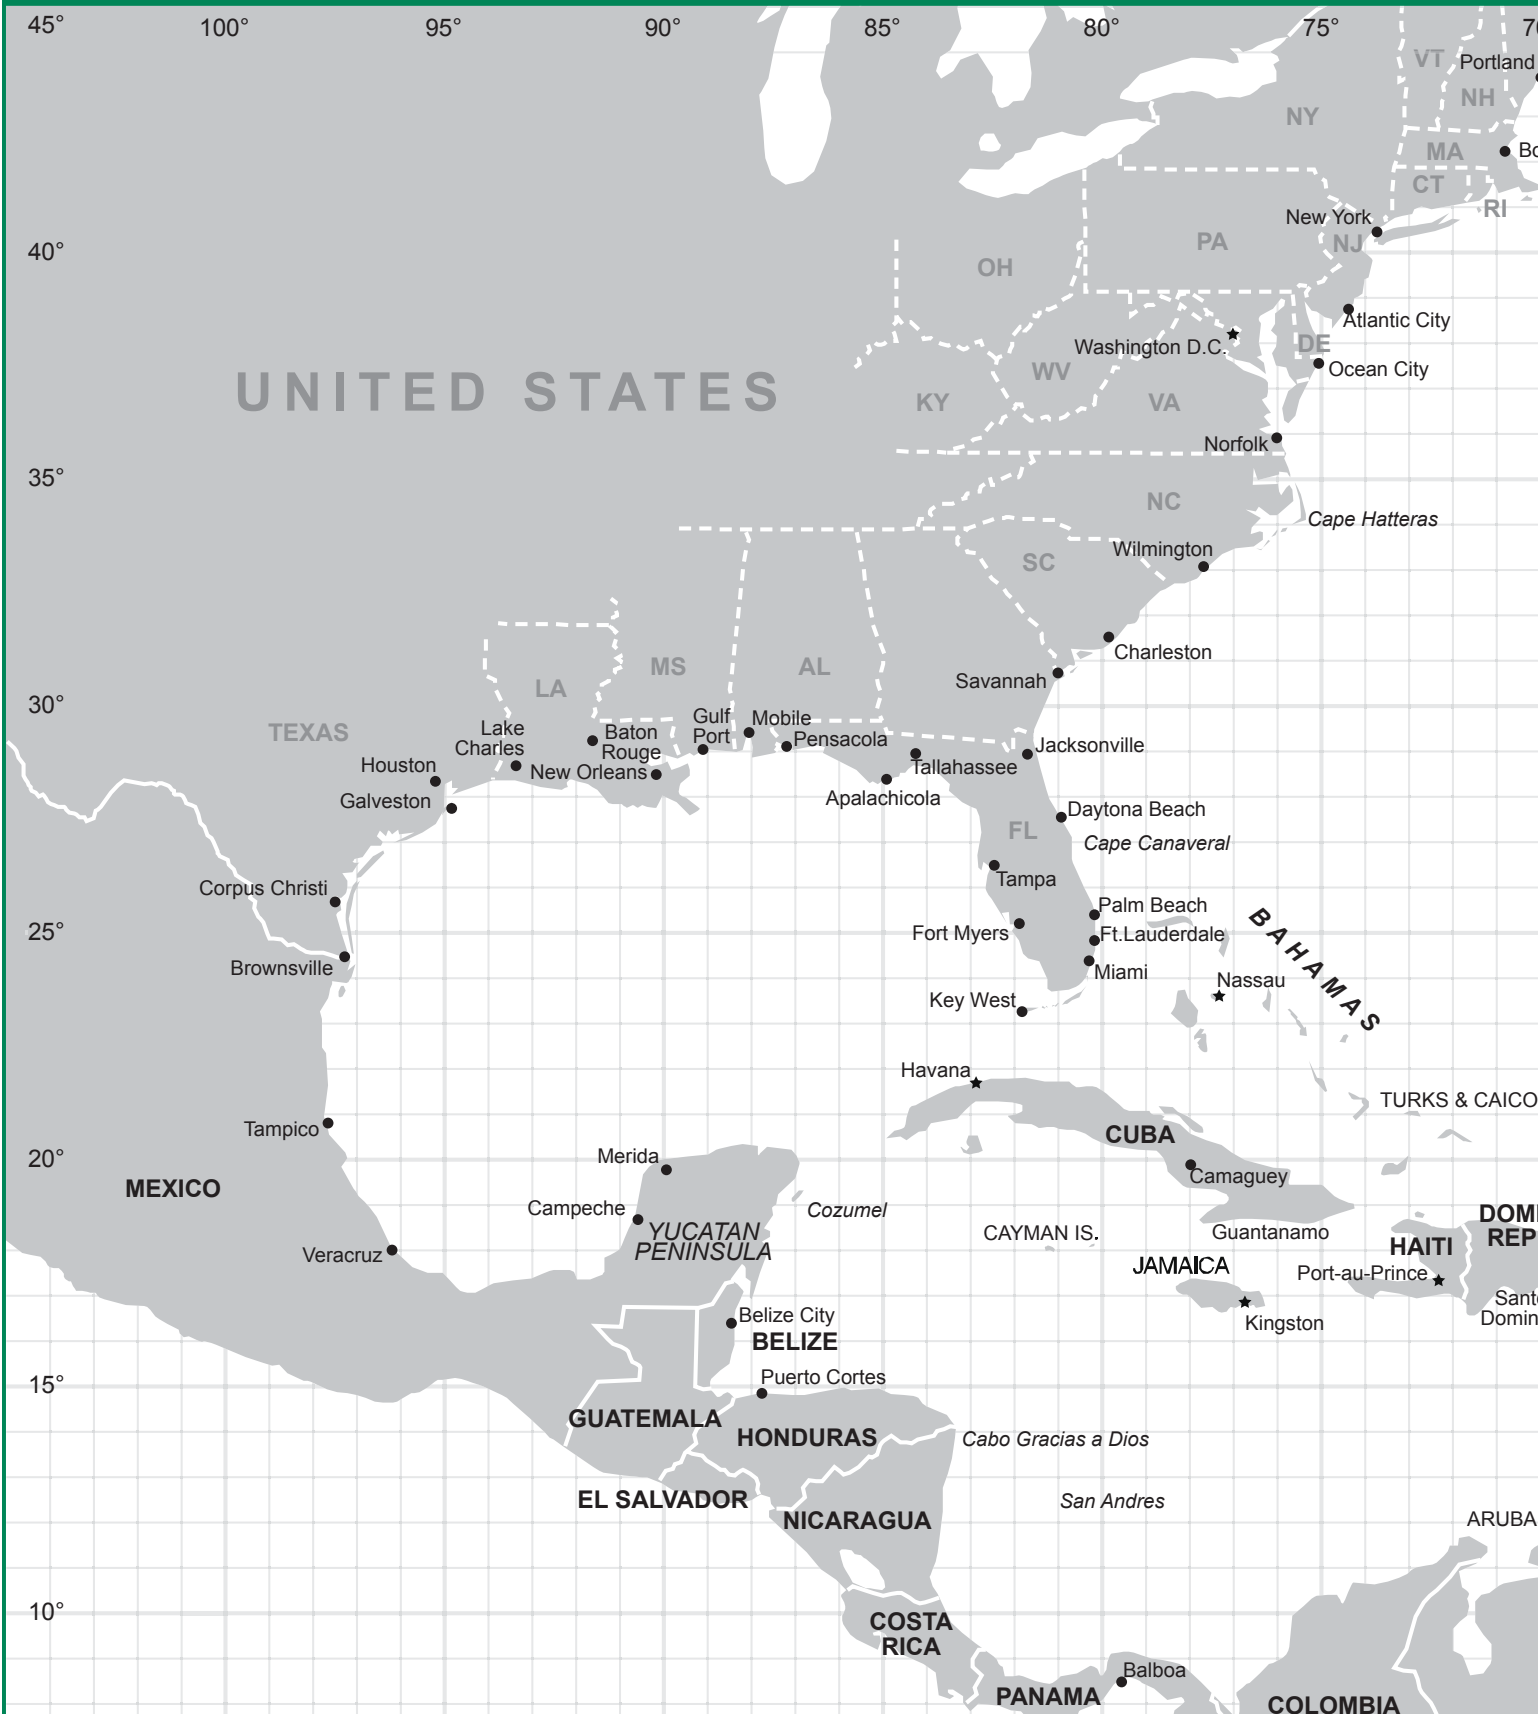 45°
100°
95°
90°
85°
80°
75°
VT
Portland
NH
NY
MA
CT
RI
New York
40°
PA
NJ
OH
Atlantic City
Washington D.C.
DE
Ocean City
WV
UNITED STATES
KY
VA
Norfolk
35°
NC
Cape Hatteras
Wilmington
SC
Charleston
MS
AL
Savannah
LA
30°
TEXAS
Lake
Charles
Baton
Rouge
Gulf
Port
Mobile
Pensacola
Jacksonville
Houston
New Orleans
Tallahassee
Galveston
Apalachicola
Daytona Beach
FL
Cape Canaveral
Tampa
Corpus Christi
Palm Beach
25°
Fort Myers
Ft.Lauderdale
BAHAMAS
Brownsville
Miami
Nassau
Key West
Havana
TURKS & CAICO
Tampico
CUBA
20°
Merida
MEXICO
Camaguey
Campeche
Cozumel
YUCATAN
PENINSULA
CAYMAN IS.
Guantanamo
DOMI
REP
HAITI
Veracruz
JAMAICA
Port-au-Prince
Belize City
Kingston
Sant
Domin
BELIZE
15°
Puerto Cortes
GUATEMALA
HONDURAS
Cabo Gracias a Dios
EL SALVADOR
San Andres
NICARAGUA
ARUBA
10°
COSTA
RICA
Balboa
PANAMA
COLOMBIA